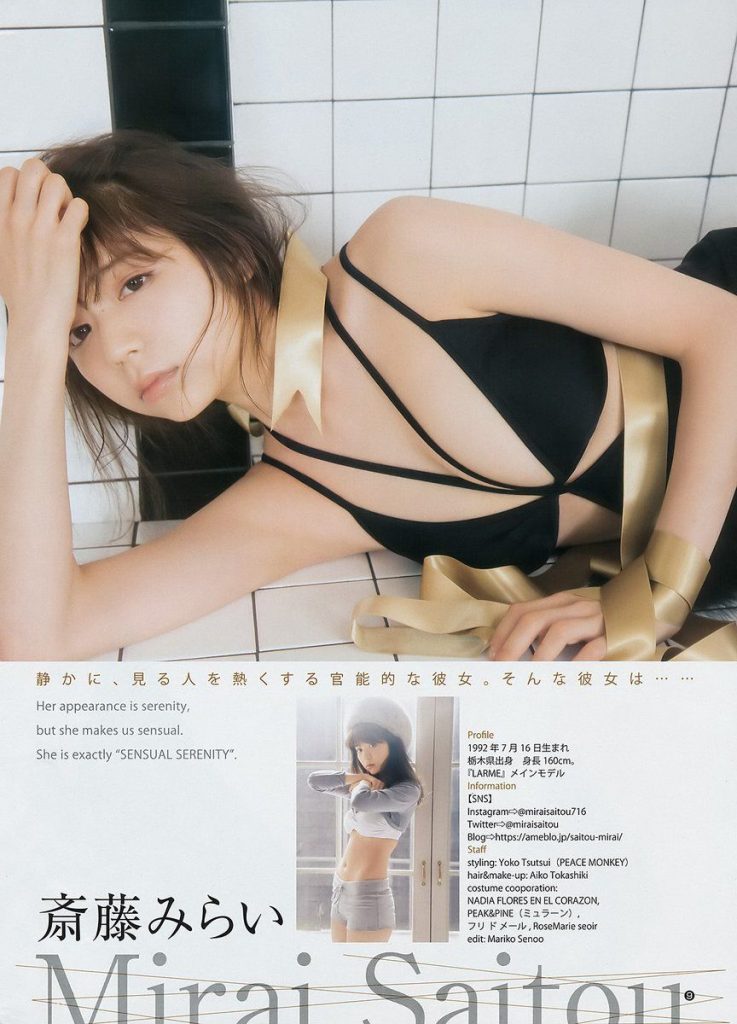 静かに、見る人を熱くする官能的な彼女。そんな彼女は……
Her appearance is serenity,
but she makes us sensual.
She is exactly “SENSUAL SERENITY”.
Profile
1992年7月16日生まれ
栃木県出身　身長160cm。
『LARME』メインモデル
Information
【SNS】
Instagram⇨@miraisaitou716
Twitter⇨@miraisaitou
Blog⇨https://ameblo.jp/saitou-mirai/
Staff
styling: Yoko Tsutsui（PEACE MONKEY）
hair&make-up: Aiko Tokashiki
costume cooporation:
NADIA FLORES EN EL CORAZON,
PEAK&PINE（ミュラーン）,
フリ ド メール , RoseMarie seoir
edit: Mariko Senoo
斎藤みらい
Mirai Saitou
9